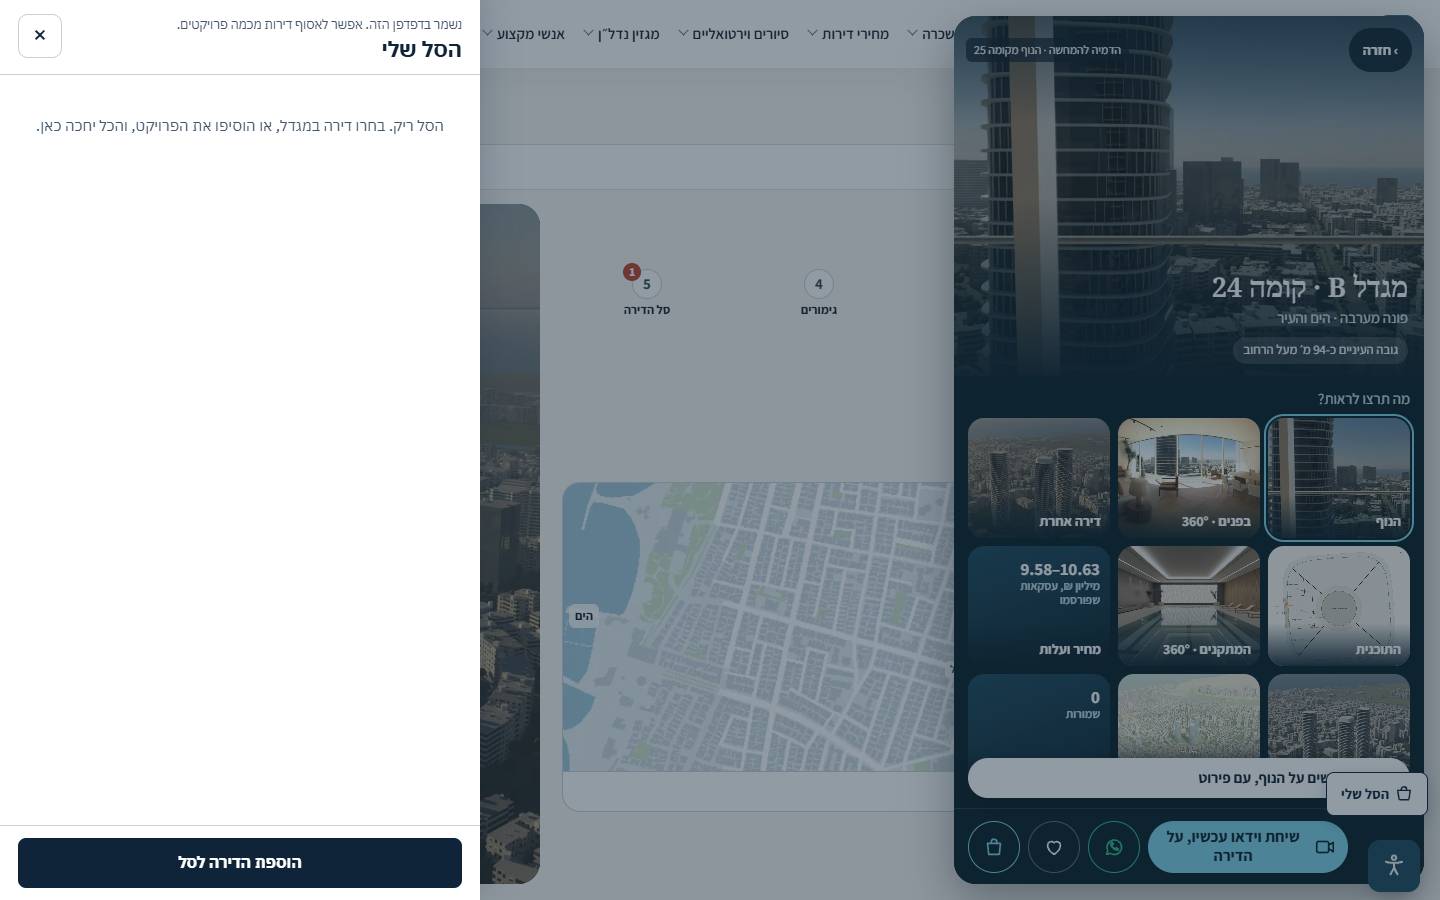 נשמר בדפדפן הזה. אפשר לאסוף דירות מכמה פרויקטים.
הסל שלי
×
הסל ריק. בחרו דירה במגדל, או הוסיפו את הפרויקט, והכל יחכה כאן.
הוספת הדירה לסל
שכרה
מחירי דירות
סיורים וירטואליים
מגזין נדל״ן
אנשי מקצוע
4
גימורים
1
5
סל הדירה
הים
› חזרה
הדמיה להמחשה · הנוף מקומה 25
מגדל B · קומה 24
פונה מערבה · הים והעיר
גובה העיניים כ-94 מ׳ מעל הרחוב
מה תרצו לראות?
הנוף
בפנים · 360°
דירה אחרת
התוכנית
המתקנים · 360°
9.58–10.63
מיליון ₪, עסקאות
שפורסמו
מחיר ועלות
0
שמורות
על הנוף, עם פירוט
הסל שלי
שיחת וידאו עכשיו, על
הדירה